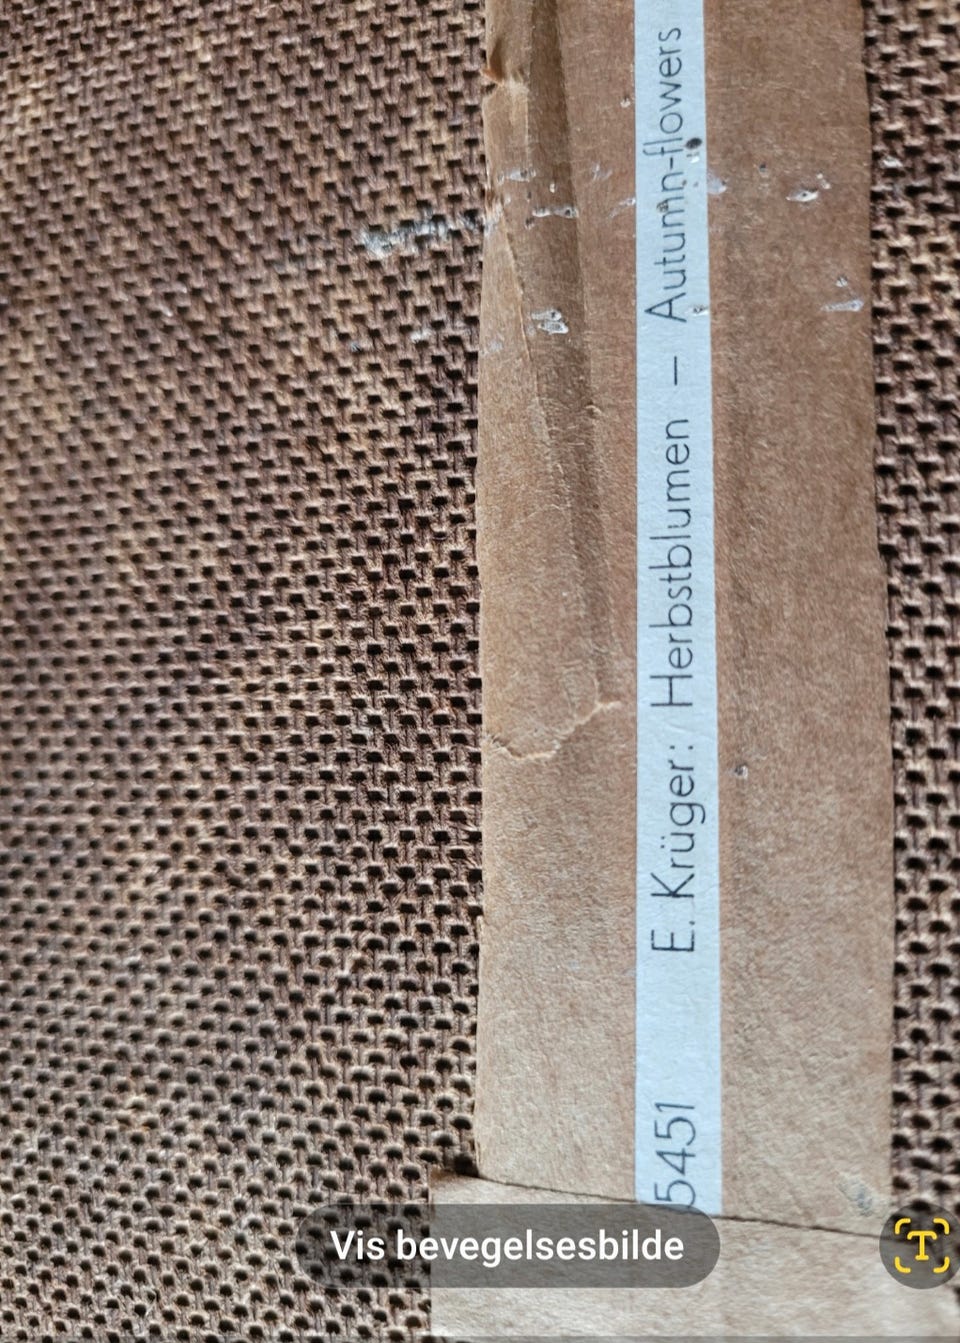 5451 E. Krüger: Herbstblumen – Autumn-flowers
Vis bevegelsesbilde
T